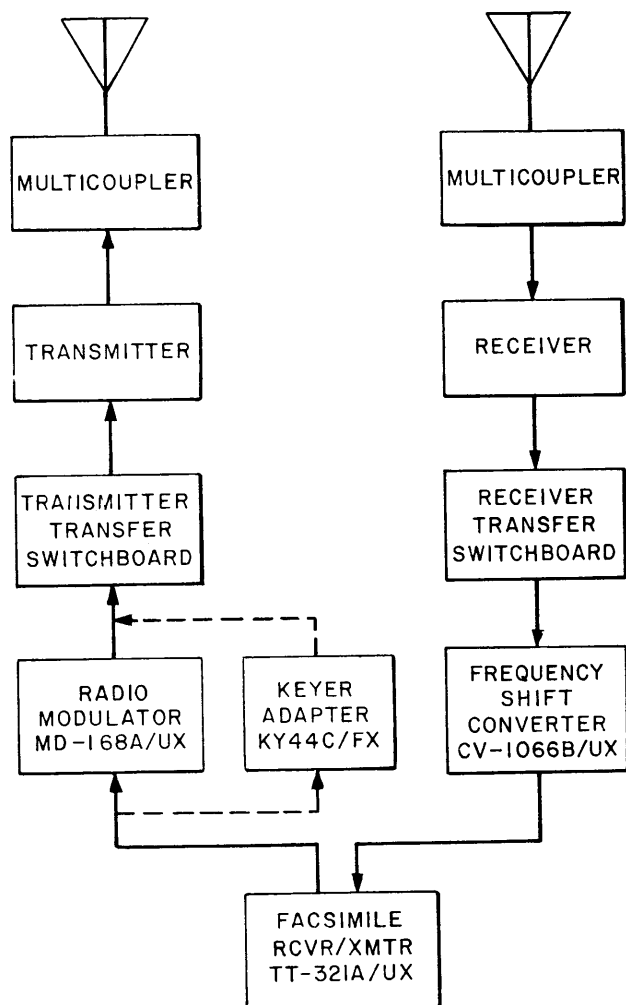 MULTICOUPLER
TRANSMITTER
TRANSMITTER
TRANSFER
SWITCHBOARD
RADIO
MODULATOR
MD-168A/UX
KEYER
ADAPTER
KY44C/FX
MULTICOUPLER
RECEIVER
RECEIVER
TRANSFER
SWITCHBOARD
FREQUENCY
SHIFT
CONVERTER
CV-1066B/UX
FACSIMILE
RCVR/XMTR
TT-321A/UX